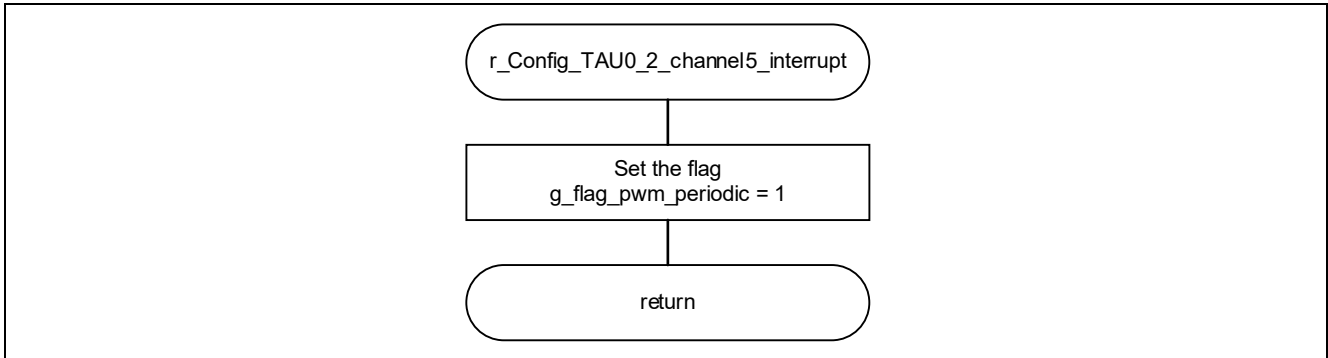 r_Config_TAU0_2_channel5_interrupt
Set the flag
g_flag_pwm_periodic = 1
return